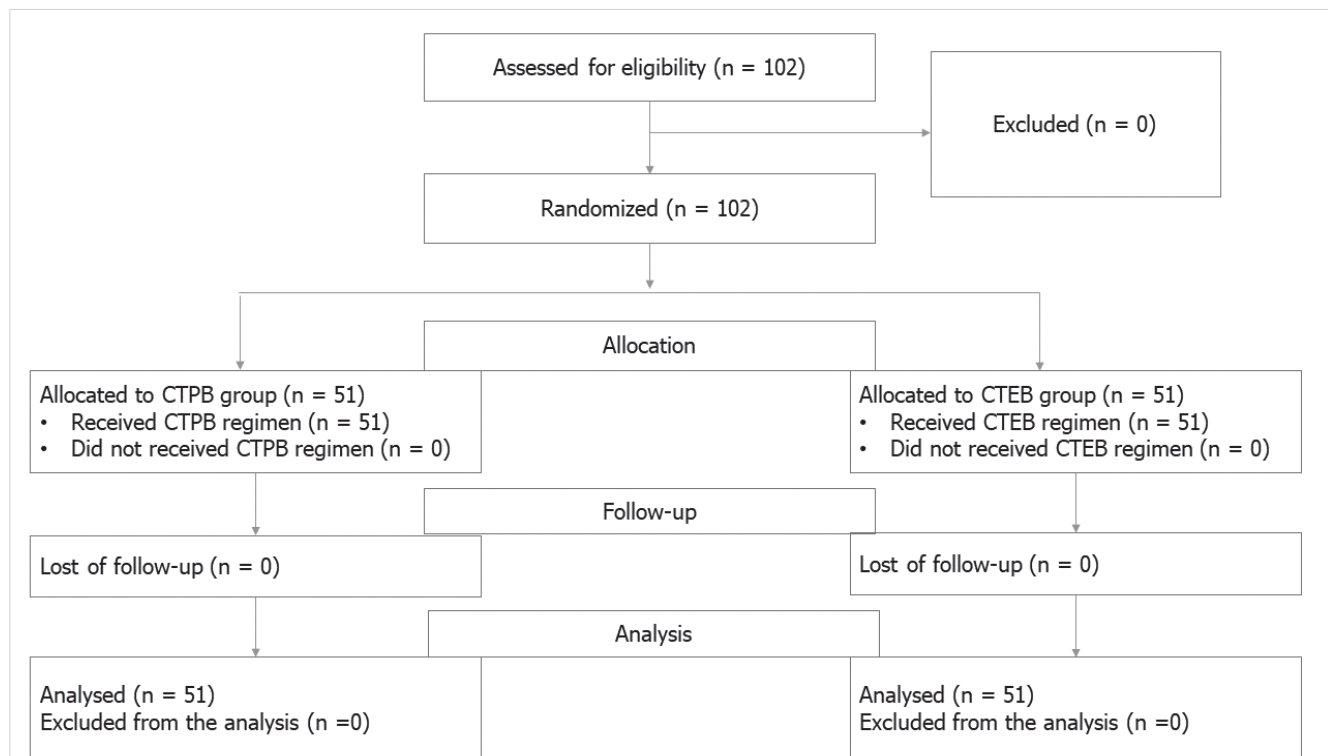 Assessed for eligibility (n = 102)
Excluded (n = 0)
Randomized (n = 102)
Allocation
Allocated to CTPB group (n = 51)
• Received CTPB regimen (n = 51)
• Did not received CTPB regimen (n = 0)
Allocated to CTEB group (n = 51)
• Received CTEB regimen (n = 51)
• Did not received CTEB regimen (n = 0)
Follow-up
Lost of follow-up (n = 0)
Lost of follow-up (n = 0)
Analysis
Analysed (n = 51)
Excluded from the analysis (n =0)
Analysed (n = 51)
Excluded from the analysis (n =0)